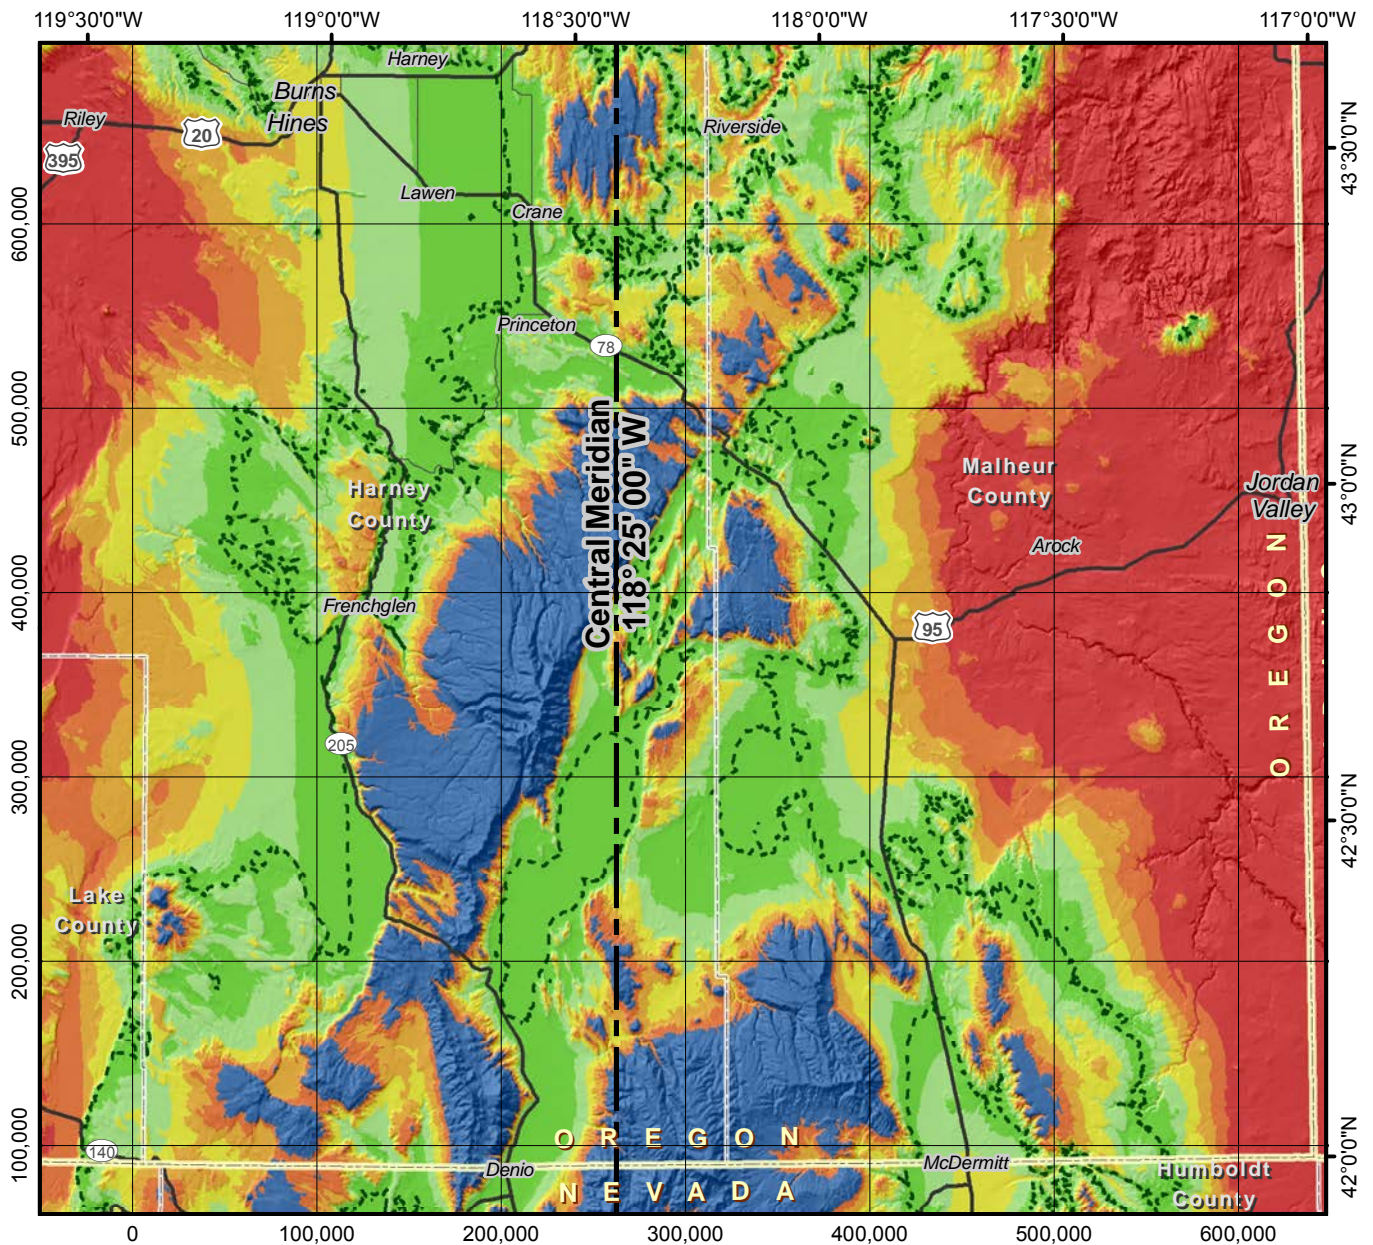 119°30'0"W 119°0'0"W 118°30'0"W 118°0'0"W 117°30'0"W 117°0'0"W
Harney
Burns
Hines
Riley
20
395
Riverside
43°30'0"N
Lawen
Crane
600,000
Princeton
78
500,000
Central Meridian
118° 25' 00" W
Harney
County
Malheur
County
Jordan
Valley
43°0'0"N
Arock
OREGON
400,000
Frenchglen
95
205
300,000
42°30'0"N
Lake
County
200,000
100,000
140
OREGON
Denio
McDermitt
42°0'0"N
NEVADA
Humboldt
County
0 100,000 200,000 300,000 400,000 500,000 600,000